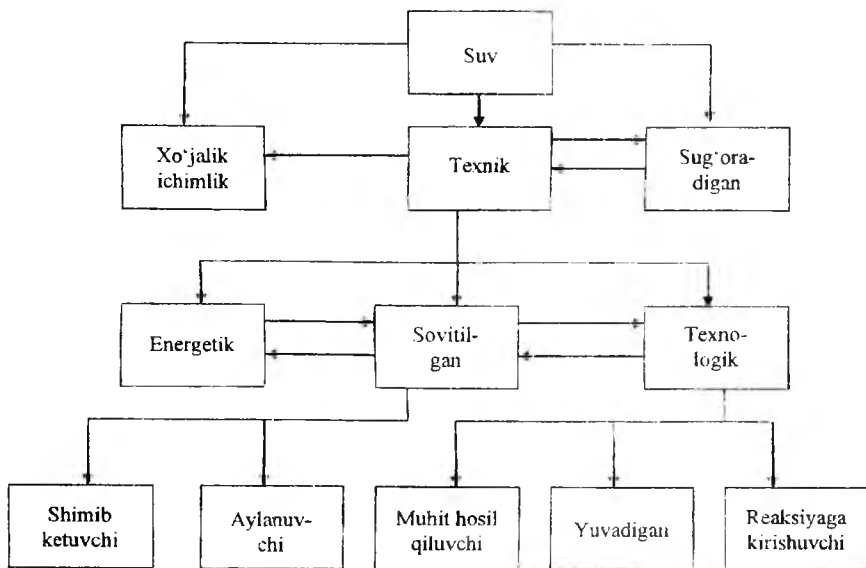 Suv
Xo‘jalik
ichimlik
Texnik
Sug‘ora-
digan
Energetik
Sovitil-
gan
Texno-
logik
Shimib
ketuvchi
Aylanuv-
chi
Muhit hosil
qiluvchi
Yuvadigan
Reaksiyaga
kirishuvchi